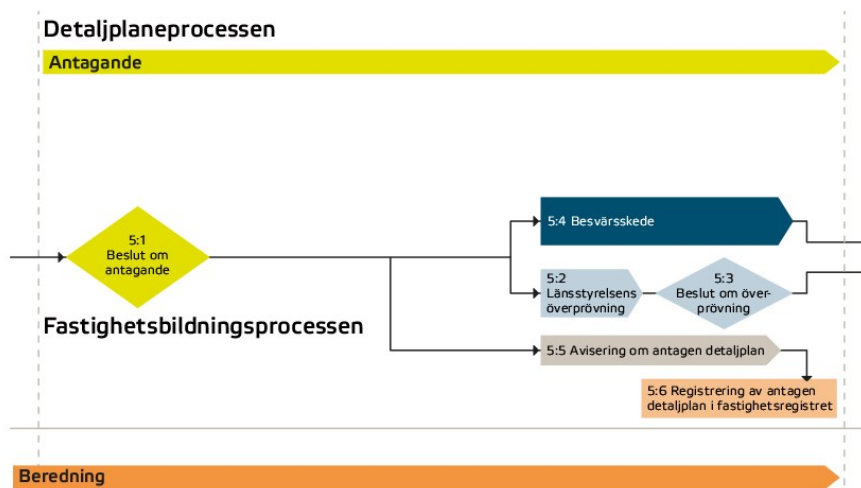 Detaljplaneprocessen
Antagande
5:1
Beslut om
antagande
5:4 Besvärsskede
5:2
Länsstyrelsens
överprövning
5:3
Beslut om över-
prövning
Fastighetsbildningsprocessen
5:5 Avisering om antagen detaljplan
5:6 Registrering av antagen
detaljplan i fastighetsregistret
Beredning